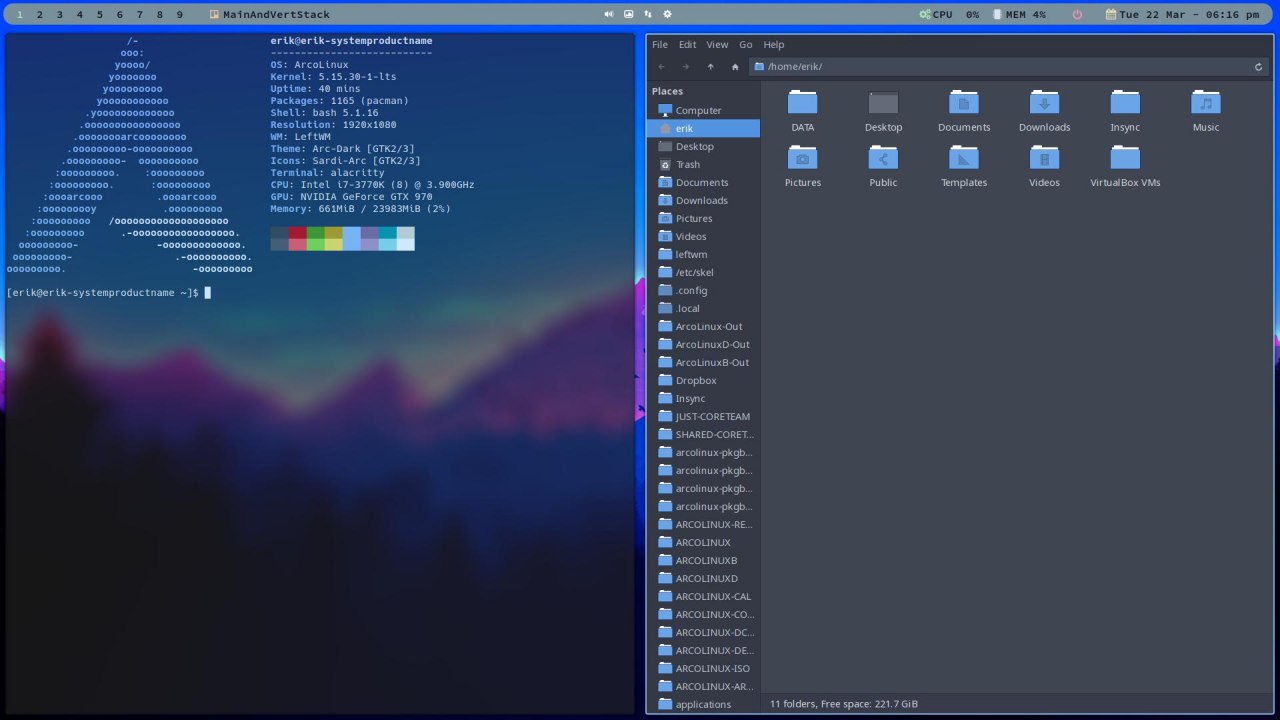 1 2 3 4 5 6 7 8 9 MainAndVertStack CPU 0% MEM 4% Tue 22 Mar - 06:16 pm
/-
ooo:
yoooo/
yooooooo
yooooooooo
yooooooooooo
.yooooooooooooo
.oooooooooooooooo
.oooooooarcoooooooo
.ooooooooo-oooooooooo
.ooooooooo-  oooooooooo
:ooooooooo.   :ooooooooo
:ooooooooo.     :ooooooooo
:oooarcooo       .oooarcooo
:ooooooooy         .ooooooooo
:ooooooooo   /ooooooooooooooooooo
:ooooooooo      .-ooooooooooooooooo.
ooooooooo-             -ooooooooooooo.
ooooooooo-                 .-oooooooooo.
ooooooooo.                     -ooooooooo
erik@erik-systemproductname
---------------------------
OS: ArcoLinux
Kernel: 5.15.30-1-lts
Uptime: 40 mins
Packages: 1165 (pacman)
Shell: bash 5.1.16
Resolution: 1920x1080
WM: LeftWM
Theme: Arc-Dark [GTK2/3]
Icons: Sardi-Arc [GTK2/3]
Terminal: alacritty
CPU: Intel i7-3770K (8) @ 3.900GHz
GPU: NVIDIA GeForce GTX 970
Memory: 661MiB / 23983MiB (2%)
[erik@erik-systemproductname ~]$
File Edit View Go Help
/home/erik/
Places
Computer
erik
Desktop
Trash
Documents
Downloads
Pictures
Videos
leftwm
/etc/skel
.config
.local
ArcoLinux-Out
ArcoLinuxD-Out
ArcoLinuxB-Out
Dropbox
Insync
JUST-CORETEAM
SHARED-CORET...
arcolinux-pkgb...
arcolinux-pkgb...
arcolinux-pkgb...
arcolinux-pkgb...
ARCOLINUX-RE...
ARCOLINUX
ARCOLINUXB
ARCOLINUXD
ARCOLINUX-CAL
ARCOLINUX-CO...
ARCOLINUX-DC...
ARCOLINUX-DE...
ARCOLINUX-ISO
ARCOLINUX-AR...
applications
DATA Desktop Documents Downloads Insync Music
Pictures Public Templates Videos VirtualBox VMs
11 folders, Free space: 221.7 GiB